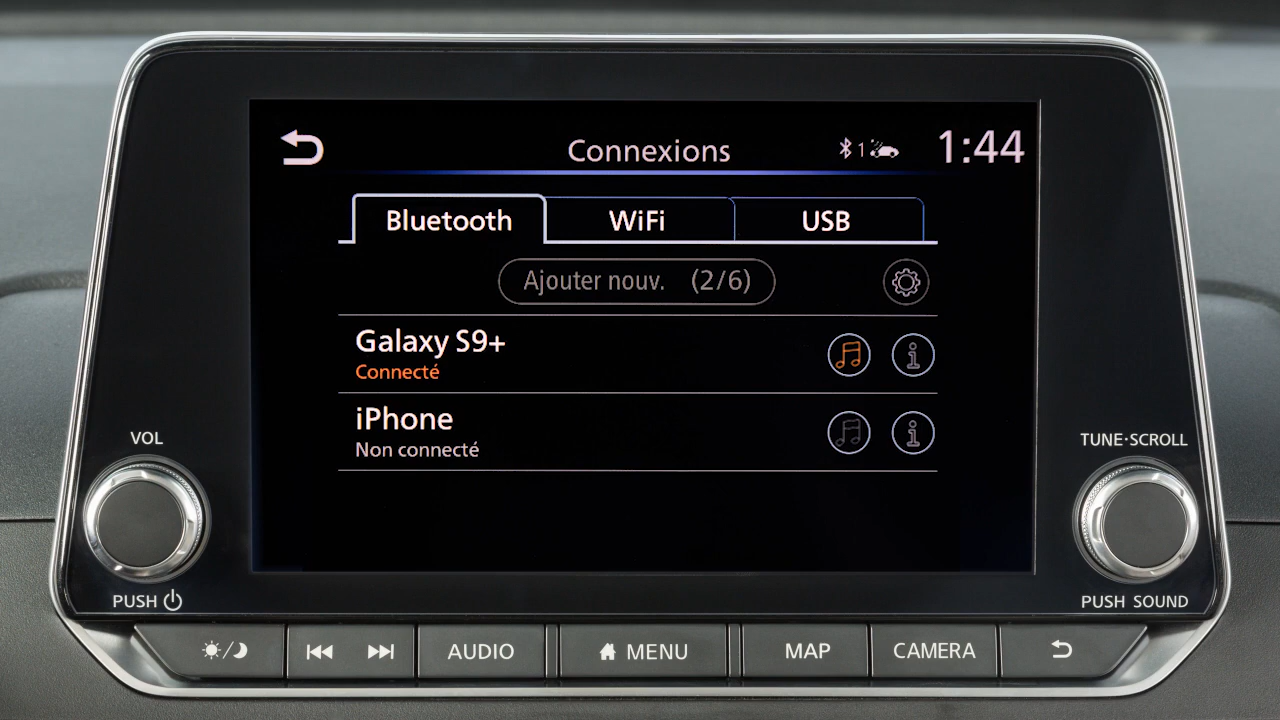 Connexions 1 1:44
Bluetooth WiFi USB
Ajouter nouv. (2/6)
Galaxy S9+
Connecté
iPhone
Non connecté
VOL
TUNE·SCROLL
PUSH
PUSH SOUND
AUDIO MENU MAP CAMERA